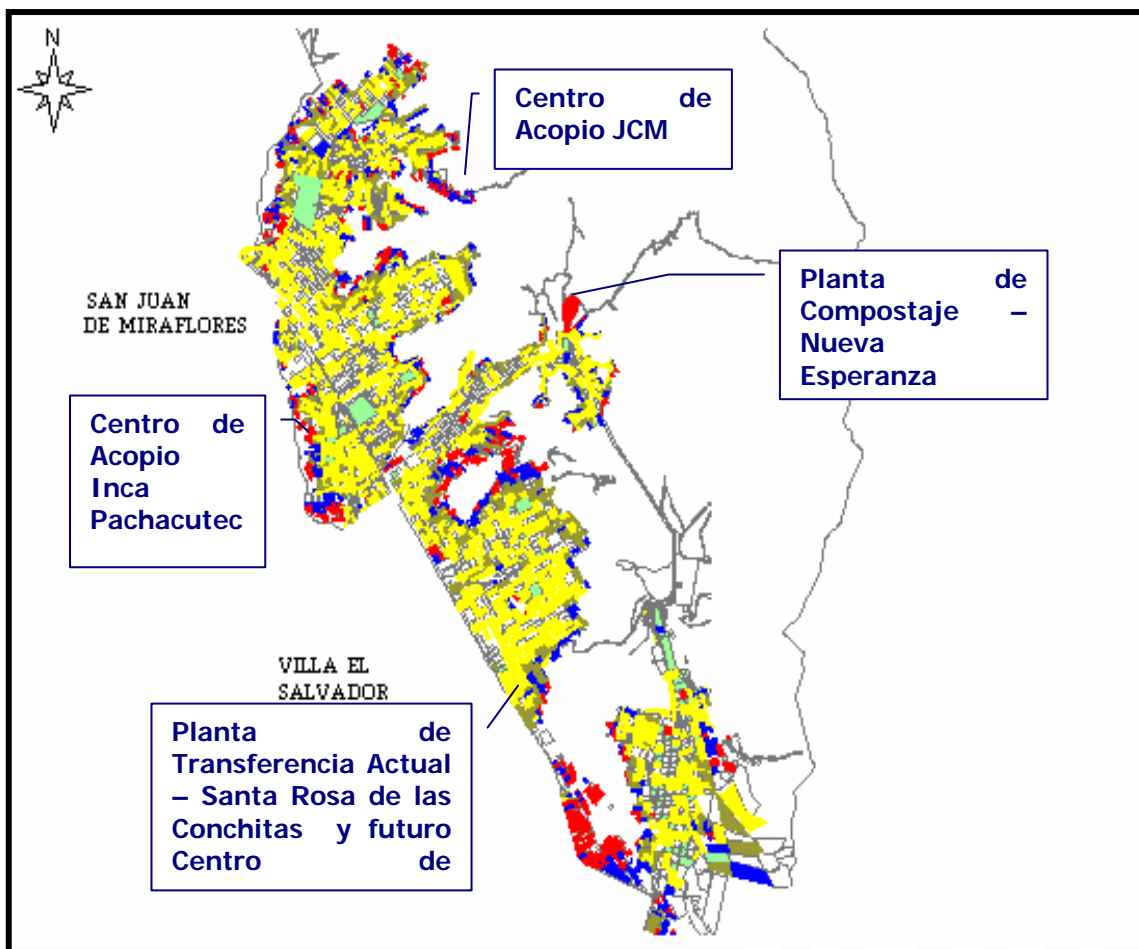 N
Centro de
Acopio JCM
Planta de
Compostaje –
Nueva
Esperanza
SAN JUAN
DE MIRAFLORES
Centro de
Acopio
Inca
Pachacutec
VILLA EL
SALVADOR
Planta de
Transferencia Actual
– Santa Rosa de las
Conchitas y futuro
Centro de